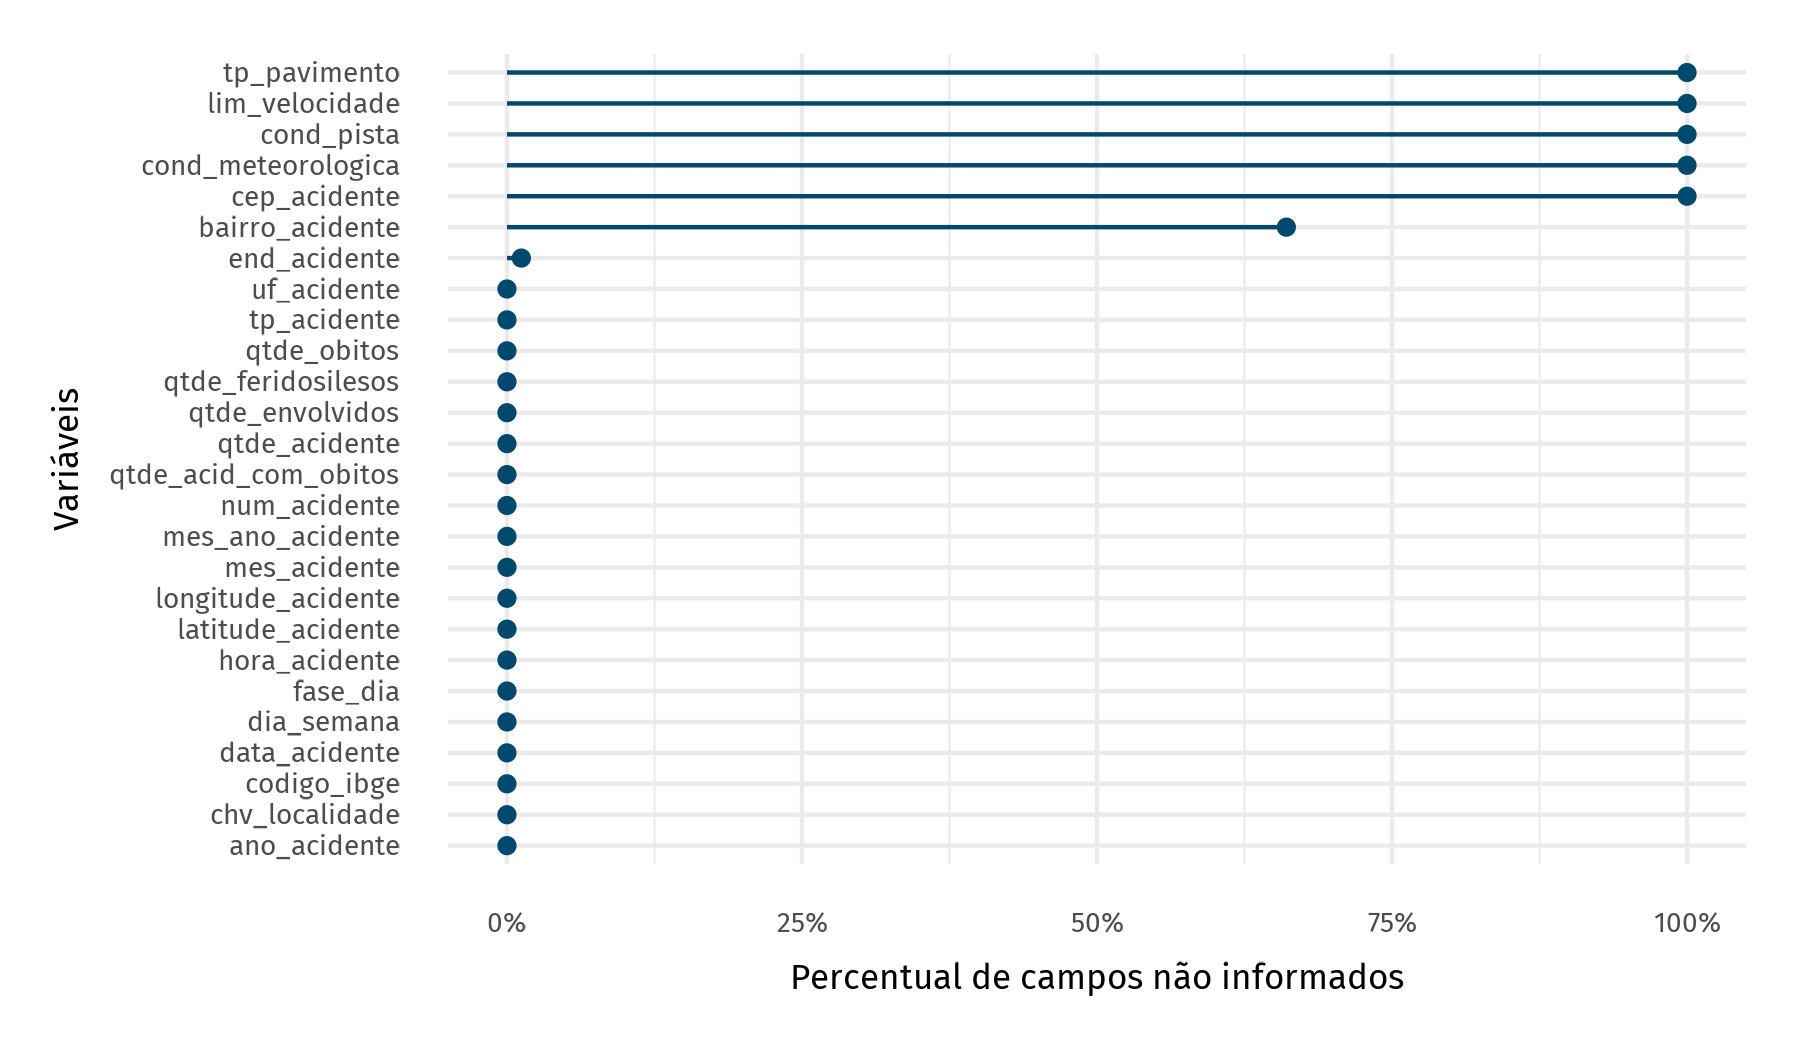 tp_pavimento
lim_velocidade
cond_pista
cond_meteorologica
cep_acidente
bairro_acidente
end_acidente
uf_acidente
tp_acidente
qtde_obitos
qtde_feridosilesos
qtde_envolvidos
qtde_acidente
qtde_acid_com_obitos
num_acidente
mes_ano_acidente
mes_acidente
longitude_acidente
latitude_acidente
hora_acidente
fase_dia
dia_semana
data_acidente
codigo_ibge
chv_localidade
ano_acidente
Variáveis
0% 25% 50% 75% 100%
Percentual de campos não informados